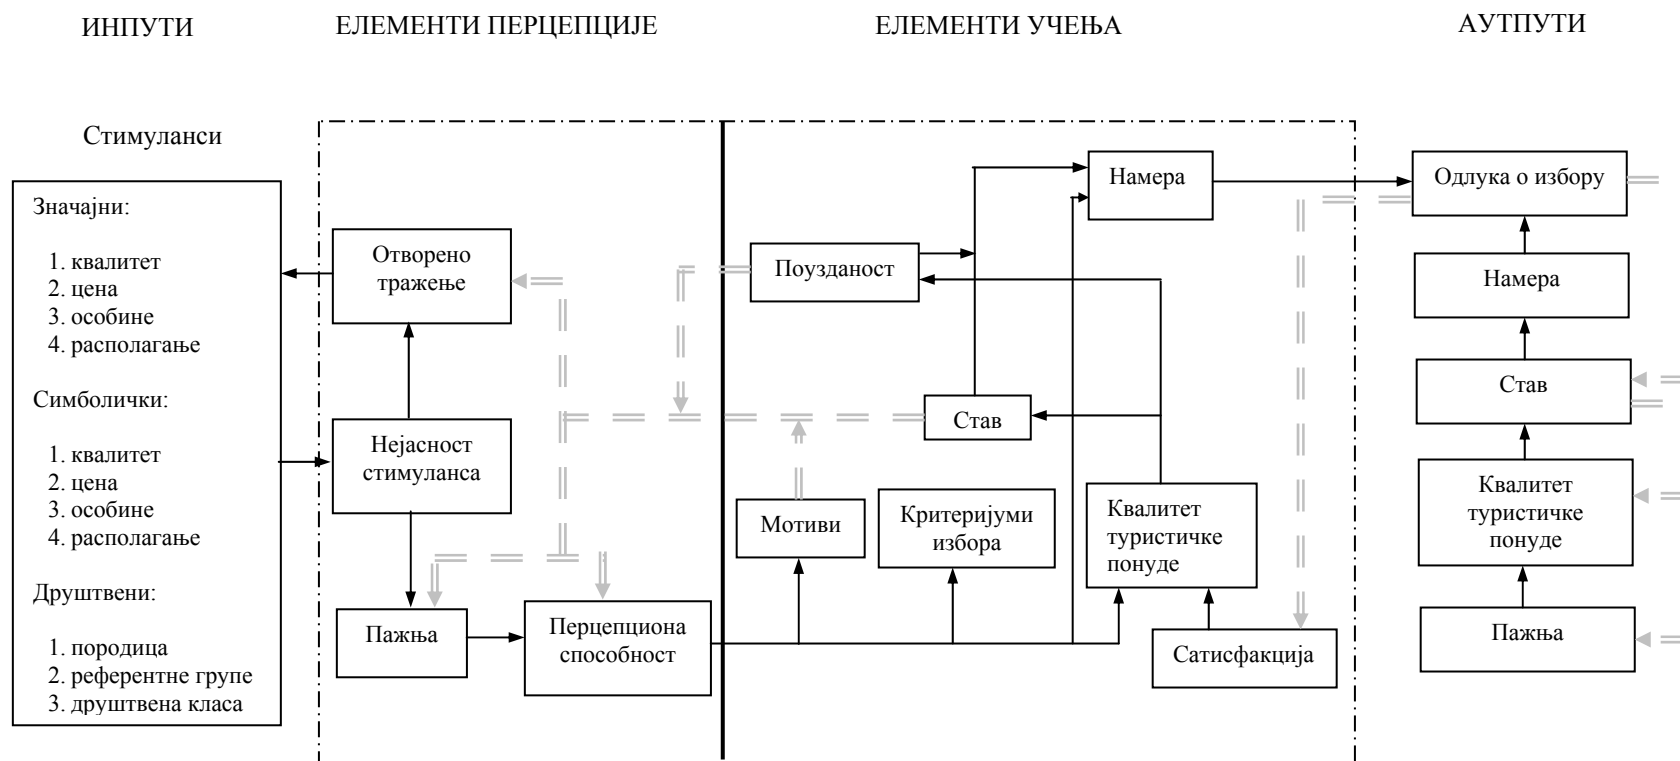 ИНПУТИ
ЕЛЕМЕНТИ ПЕРЦЕПЦИЈЕ
ЕЛЕМЕНТИ УЧЕЊА
АУТПУТИ
Стимуланси
Значајни:
1. квалитет
2. цена
3. особине
4. располагање
Симболички:
1. квалитет
2. цена
3. особине
4. располагање
Друштвени:
1. породица
2. референтне групе
3. друштвена класа
Отворено
тражење
Нејасност
стимуланса
Пажња
Перцепциона
способност
Намера
Поузданост
Став
Мотиви
Критеријуми
избора
Квалитет
туристичке
понуде
Сатисфакција
Одлука о избору
Намера
Став
Квалитет
туристичке
понуде
Пажња